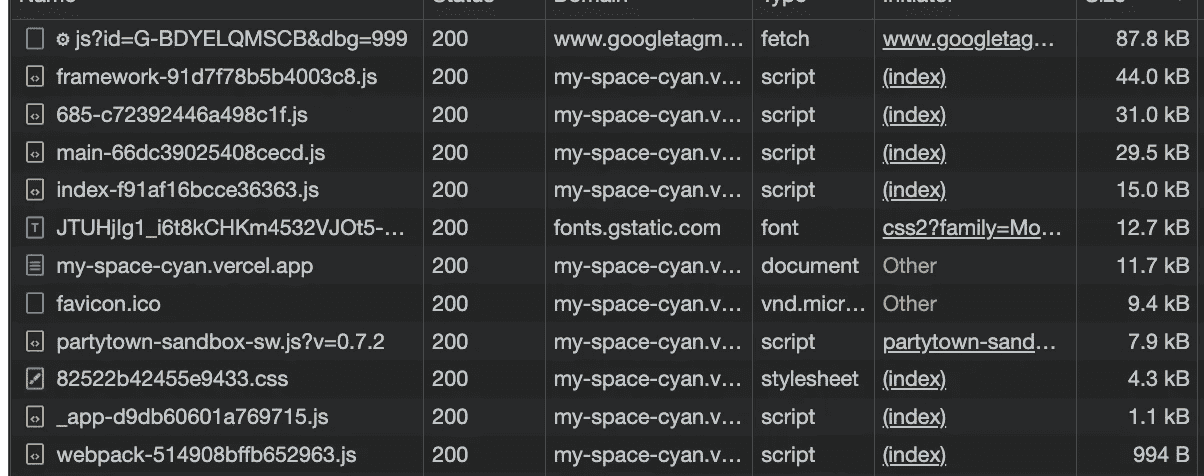 Name Status Domain Type Initiator Size
js?id=G-BDYELQMSCB&dbg=999 200 www.googletagm... fetch www.googletag... 87.8 kB
framework-91d7f78b5b4003c8.js 200 my-space-cyan.v... script (index) 44.0 kB
685-c72392446a498c1f.js 200 my-space-cyan.v... script (index) 31.0 kB
main-66dc39025408cecd.js 200 my-space-cyan.v... script (index) 29.5 kB
index-f91af16bcce36363.js 200 my-space-cyan.v... script (index) 15.0 kB
JTUHjIg1_i6t8kCHKm4532VJOt5-... 200 fonts.gstatic.com font css2?family=Mo... 12.7 kB
my-space-cyan.vercel.app 200 my-space-cyan.v... document Other 11.7 kB
favicon.ico 200 my-space-cyan.v... vnd.micr... Other 9.4 kB
partytown-sandbox-sw.js?v=0.7.2 200 my-space-cyan.v... script partytown-sand... 7.9 kB
82522b42455e9433.css 200 my-space-cyan.v... stylesheet (index) 4.3 kB
_app-d9db60601a769715.js 200 my-space-cyan.v... script (index) 1.1 kB
webpack-514908bffb652963.js 200 my-space-cyan.v... script (index) 994 B